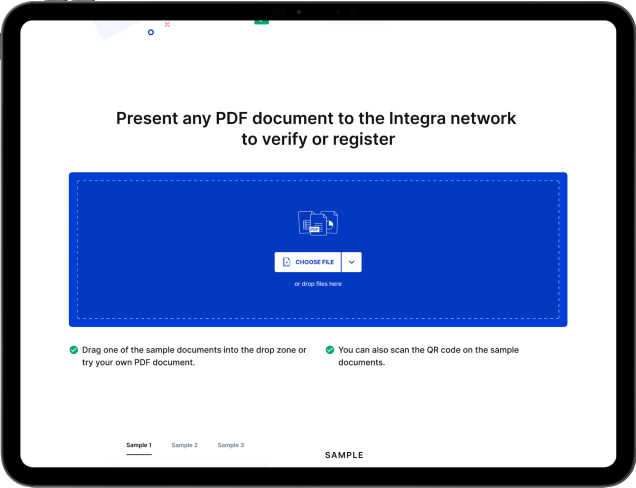 Present any PDF document to the Integra network
to verify or register
PDF
CHOOSE FILE
or drop files here
Drag one of the sample documents into the drop zone or
try your own PDF document.
You can also scan the QR code on the sample
documents.
Sample 1
Sample 2
Sample 3
SAMPLE